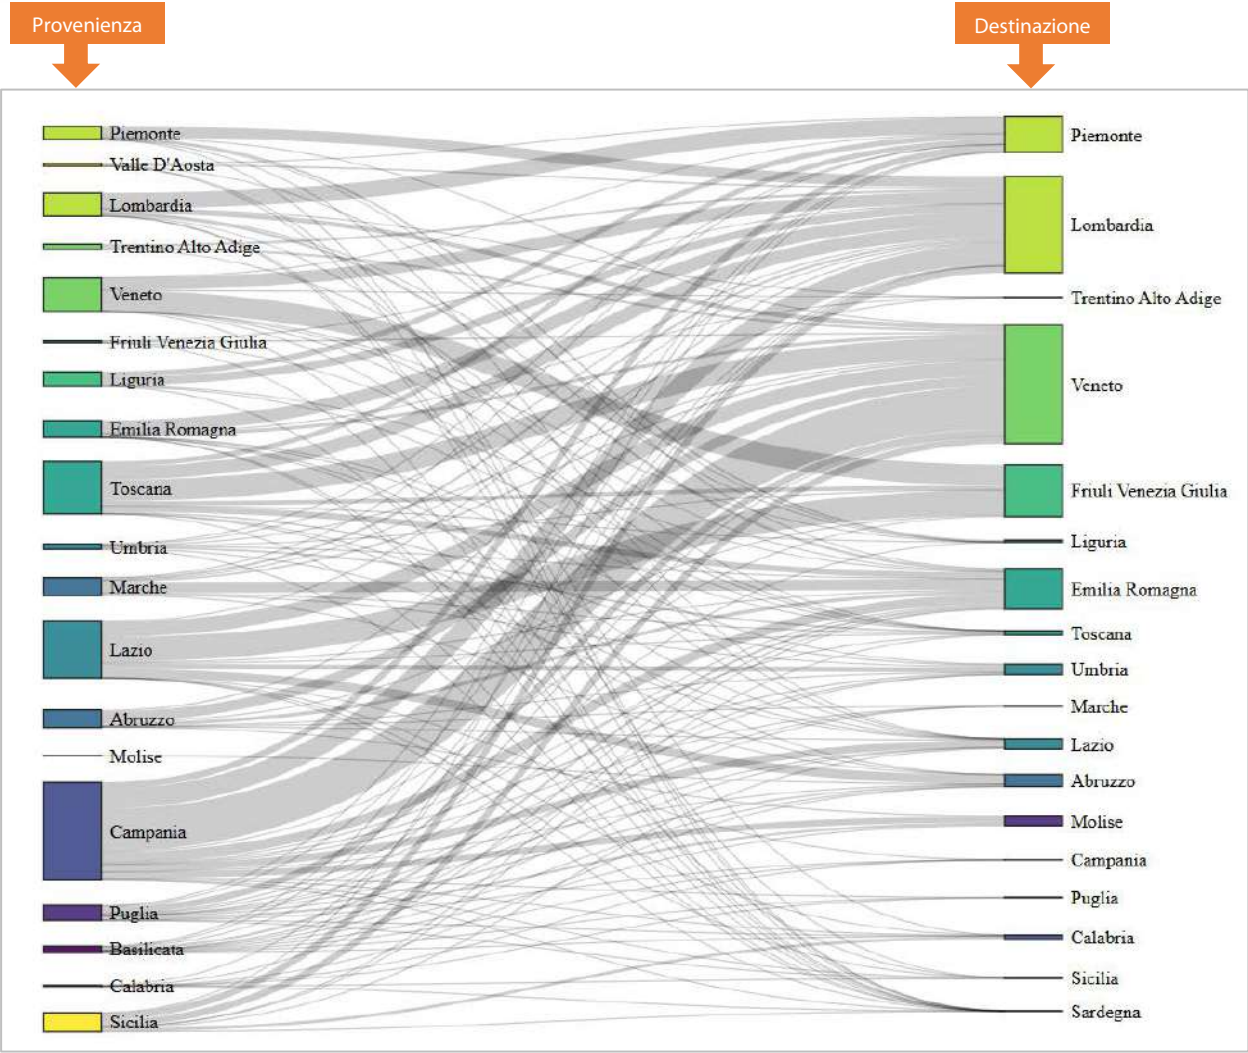 Provenienza
Destinazione
Piemonte
Valle D'Aosta
Lombardia
Trentino Alto Adige
Veneto
Friuli Venezia Giulia
Liguria
Emilia Romagna
Toscana
Umbria
Marche
Lazio
Abruzzo
Molise
Campania
Puglia
Basilicata
Calabria
Sicilia
Piemonte
Lombardia
Trentino Alto Adige
Veneto
Friuli Venezia Giulia
Liguria
Emilia Romagna
Toscana
Umbria
Marche
Lazio
Abruzzo
Molise
Campania
Puglia
Calabria
Sicilia
Sardegna